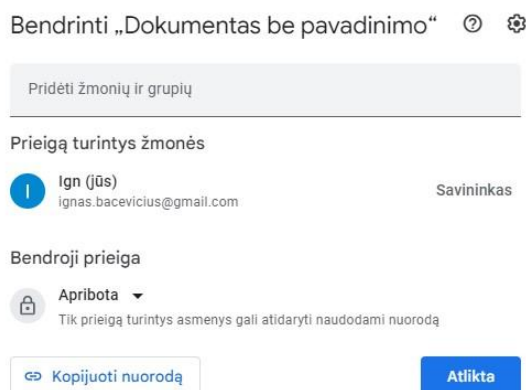 Bendrinti „Dokumentas be pavadinimo“
Pridėti žmonių ir grupių
Prieigą turintys žmonės
I
Ign (jūs)
ignas.bacevicius@gmail.com
Savininkas
Bendroji prieiga
Apribota
Tik prieigą turintys asmenys gali atidaryti naudodami nuorodą
Kopijuoti nuorodą
Atlikta